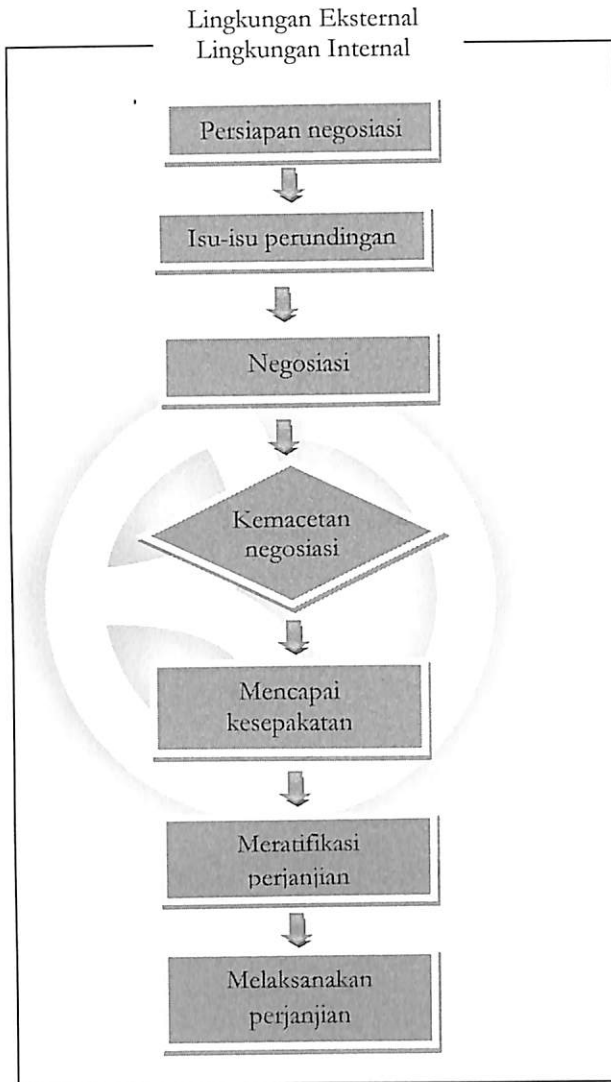 Lingkungan Eksternal
Lingkungan Internal
Persiapan negosiasi
Isu-isu perundingan
Negosiasi
Kemacetan
negosiasi
Mencapai
kesepakatan
Meratifikasi
perjanjian
Melaksanakan
perjanjian